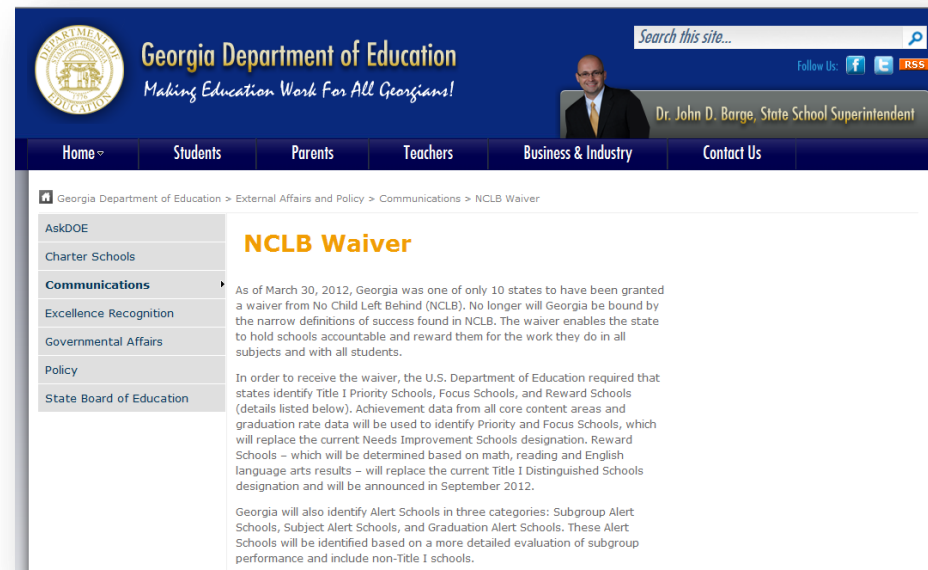 DEPARTMENT OF
STATE OF GEORGIA
1776
EDUCATION
Georgia Department of Education
Making Education Work For All Georgians!
Search this site...
Follow Us: f t RSS
Dr. John D. Barge, State School Superintendent
Home Students Parents Teachers Business & Industry Contact Us
Georgia Department of Education > External Affairs and Policy > Communications > NCLB Waiver
AskDOE
Charter Schools
Communications
Excellence Recognition
Governmental Affairs
Policy
State Board of Education
NCLB Waiver
As of March 30, 2012, Georgia was one of only 10 states to have been granted
a waiver from No Child Left Behind (NCLB). No longer will Georgia be bound by
the narrow definitions of success found in NCLB. The waiver enables the state
to hold schools accountable and reward them for the work they do in all
subjects and with all students.
In order to receive the waiver, the U.S. Department of Education required that
states identify Title I Priority Schools, Focus Schools, and Reward Schools
(details listed below). Achievement data from all core content areas and
graduation rate data will be used to identify Priority and Focus Schools, which
will replace the current Needs Improvement Schools designation. Reward
Schools – which will be determined based on math, reading and English
language arts results – will replace the current Title I Distinguished Schools
designation and will be announced in September 2012.
Georgia will also identify Alert Schools in three categories: Subgroup Alert
Schools, Subject Alert Schools, and Graduation Alert Schools. These Alert
Schools will be identified based on a more detailed evaluation of subgroup
performance and include non-Title I schools.